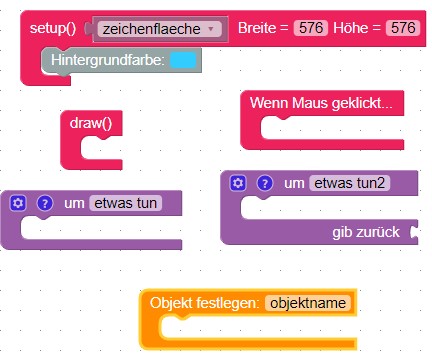 setup() zeichenflaeche Breite = 576 Höhe = 576
Hintergrundfarbe:
Wenn Maus geklickt...
draw()
? um etwas tun2
? um etwas tun
gib zurück
Objekt festlegen: objektname